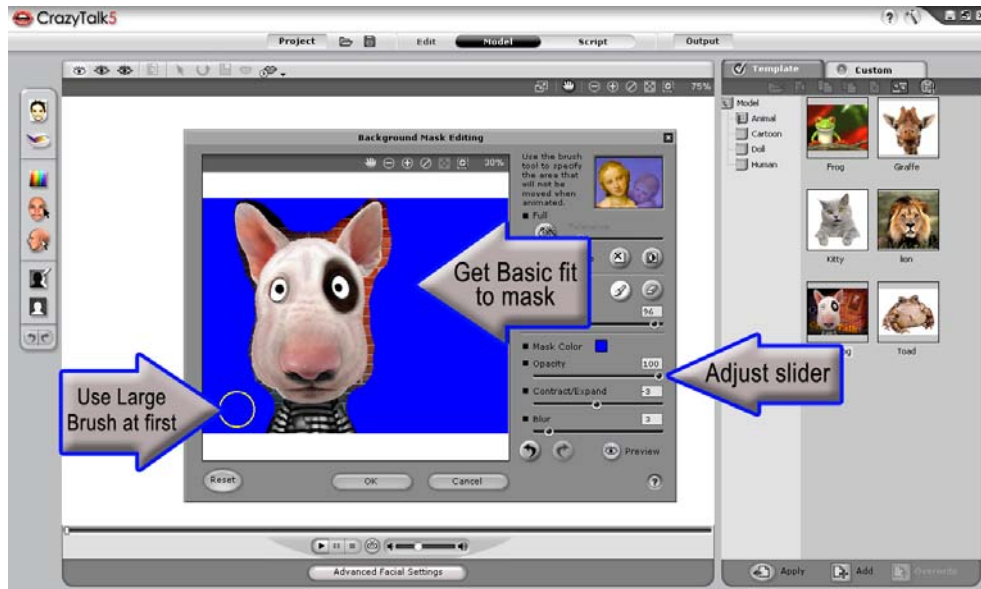 CrazyTalk5
Project
Edit
Model
Script
Output
75%
Background Mask Editing
30%
Use the brush
tool to specify
the area that
will not be
moved when
animated.
Full
Tolerance
96
Mask Color
Opacity
100
Contract/Expand
-3
Blur
3
Preview
Reset
OK
Cancel
?
Get Basic fit
to mask
Use Large
Brush at first
Adjust slider
Advanced Facial Settings
Template
Custom
Model
Animal
Cartoon
Doll
Human
Frog
Giraffe
Kitty
lion
Toad
Apply
Add
Overwrite